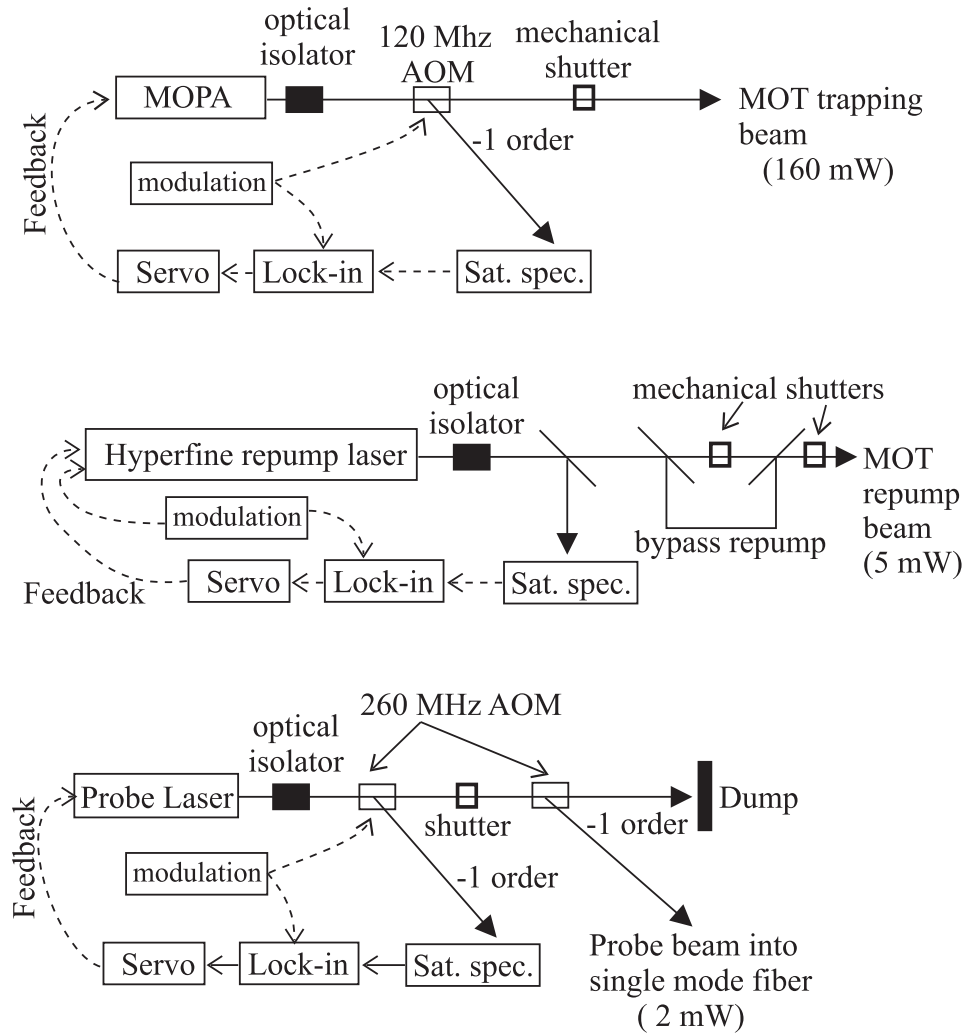 optical
isolator
120 Mhz
AOM
mechanical
shutter
MOPA
MOT trapping
beam
(160 mW)
-1 order
modulation
Feedback
Servo
Lock-in
Sat. spec.
optical
isolator
mechanical shutters
Hyperfine repump laser
MOT
repump
beam
(5 mW)
modulation
bypass repump
Feedback
Servo
Lock-in
Sat. spec.
260 MHz AOM
optical
isolator
Probe Laser
Dump
shutter
-1 order
-1 order
modulation
Feedback
Servo
Lock-in
Sat. spec.
Probe beam into
single mode fiber
( 2 mW)